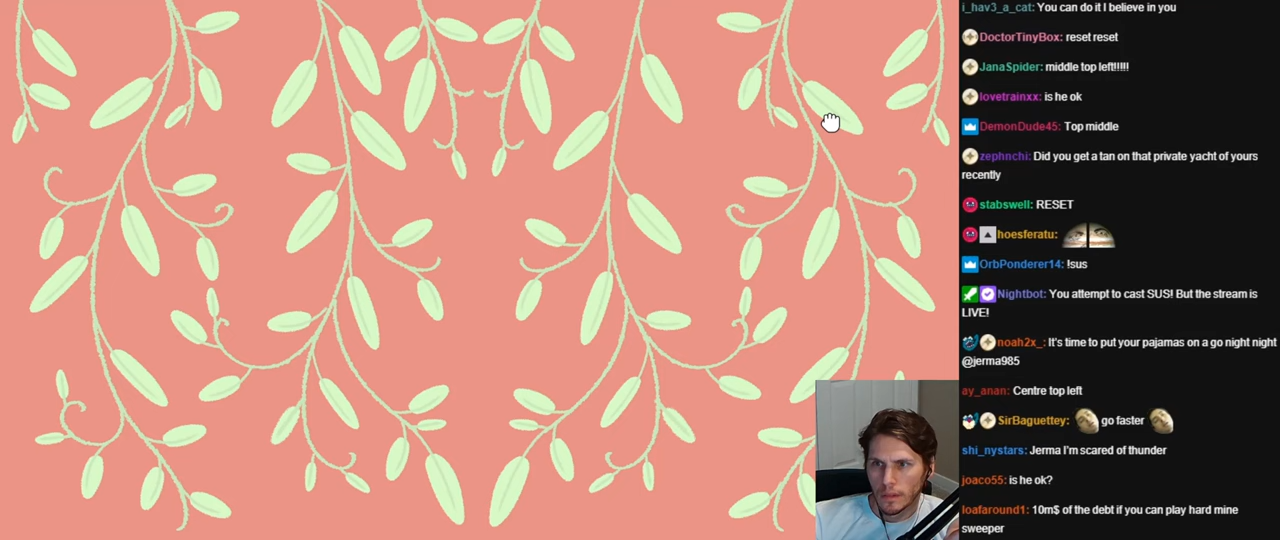 i_hav3_a_cat: You can do it I believe in you
DoctorTinyBox: reset reset
JanaSpider: middle top left!!!!!
lovetrainxx: is he ok
DemonDude45: Top middle
zephnchi: Did you get a tan on that private yacht of yours
recently
stabswell: RESET
hoesferatu:
OrbPonderer14: !sus
Nightbot: You attempt to cast SUS! But the stream is
LIVE!
noah2x_: It's time to put your pajamas on a go night night
@jerma985
ay_anan: Centre top left
SirBaguettey: go faster
shi_nystars: Jerma I'm scared of thunder
joaco55: is he ok?
loafaround1: 10m$ of the debt if you can play hard mine
sweeper